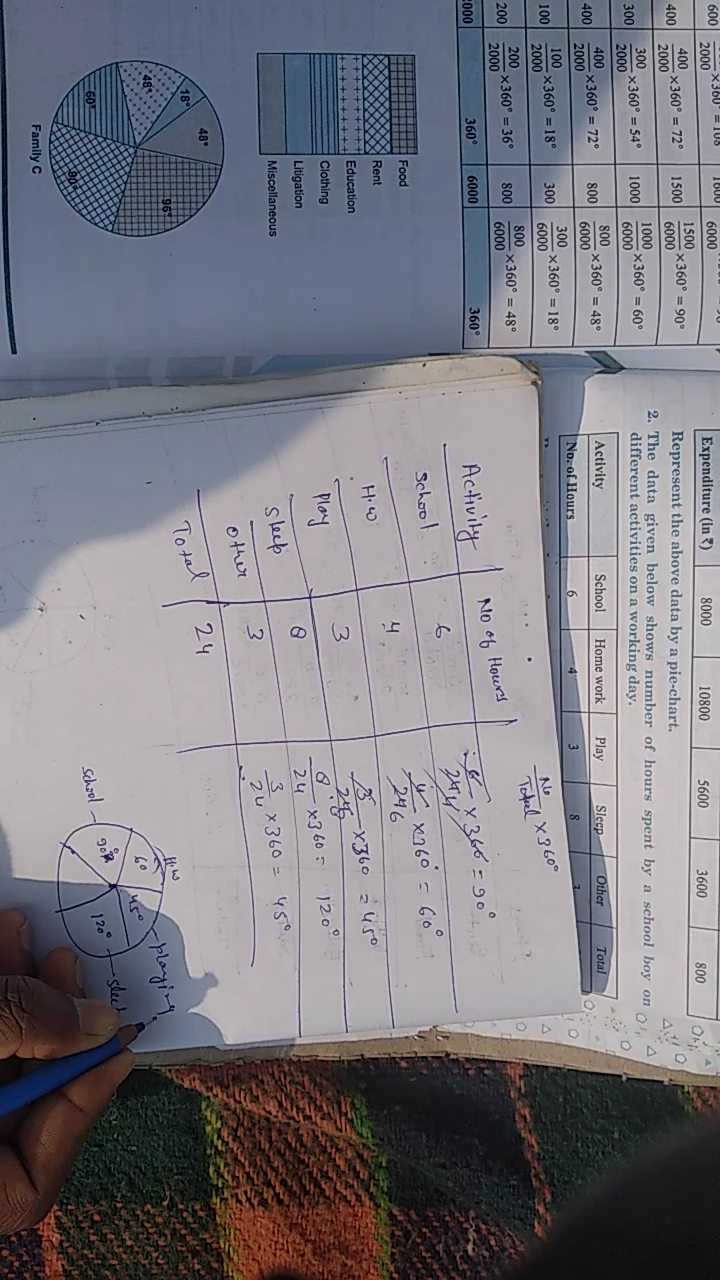 600
2000
400
400/2000 ×360° = 72°
1500
1500/6000 ×360° = 90°
300
300/2000 ×360° = 54°
1000
1000/6000 ×360° = 60°
400
400/2000 ×360° = 72°
800
800/6000 ×360° = 48°
100
100/2000 ×360° = 18°
300
300/6000 ×360° = 18°
200
200/2000 ×360° = 36°
800
800/6000 ×360° = 48°
360°
6000
360°
Food
Rent
Education
Clothing
Litigation
Miscellaneous
48°
18°
48°
60°
90°
96°
Family C
Expenditure (In ₹) 8000 10800 5600 3600 800
Represent the above data by a pie-chart.
2. The data given below shows number of hours spent by a school boy on
different activities on a working day.
Activity School Home work Play Sleep Other Total
No. of Hours 6 4 3 8
No/Total ×360°
Activity No of Hours
School 6 6/24 × 360° = 90°
H.W 4 4/24 6 ×360° = 60°
Play 3 3/24 8 ×360 = 45°
Sleep 8 8/24 ×360 = 120°
Other 3 3/24 ×360 = 45°
Total 24
H.W
School
90°
60
45°
playing
120°